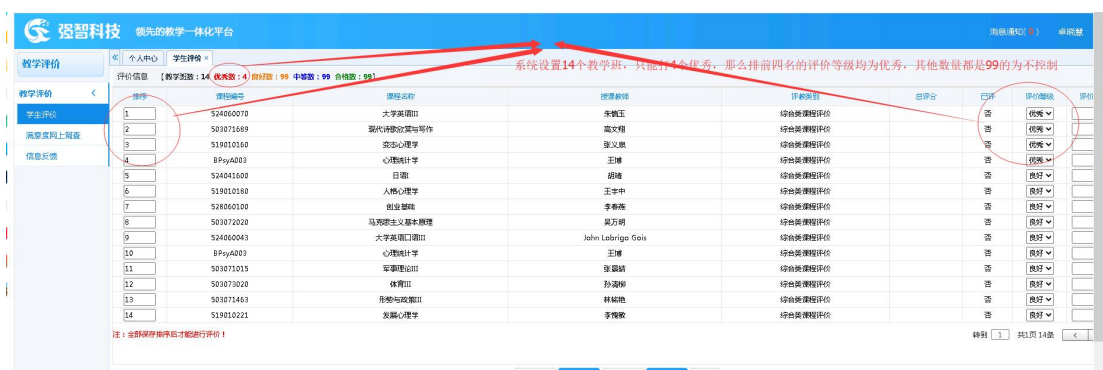 强智科技 领先的教学一体化平台 消息通知( )
教学评价 « 个人中心 学生评价 ×
评价信息 【教学班数：14 优秀数：4 良好数：99 中等数：99 合格数：99】
系统设置14个教学班，只能打4个优秀，那么排前四名的评价等级均为优秀，其他数量都是99的为不控制
教学评价 <
学生评价
满意度网上调查
信息反馈
排序 课程编号 课程名称 授课教师 评教类别 总评分 已评 评价等级 评价
1 524060070 大学英语III 朱慎玉 综合类课程评价 否 优秀
2 503071689 现代诗歌欣赏与写作 高文翔 综合类课程评价 否 优秀
3 519010160 变态心理学 张义泉 综合类课程评价 否 优秀
4 BPsyA003 心理统计学 王博 综合类课程评价 否 优秀
5 524041600 日语I 胡晴 综合类课程评价 否 良好
6 519010180 人格心理学 王宇中 综合类课程评价 否 良好
7 528060100 创业基础 李春莲 综合类课程评价 否 良好
8 503072020 马克思主义基本原理 吴万明 综合类课程评价 否 良好
9 524060043 大学英语口语III John Labrigo Gais 综合类课程评价 否 良好
10 BPsyA003 心理统计学 王博 综合类课程评价 否 良好
11 503071015 军事理论III 张晨婧 综合类课程评价 否 良好
12 503073020 体育III 孙清柳 综合类课程评价 否 良好
13 503071463 形势与政策III 林铭艳 综合类课程评价 否 良好
14 519010221 发展心理学 李愧敏 综合类课程评价 否 良好
注：全部保存排序后才能进行评价！
转到 1 共1页 14条 <